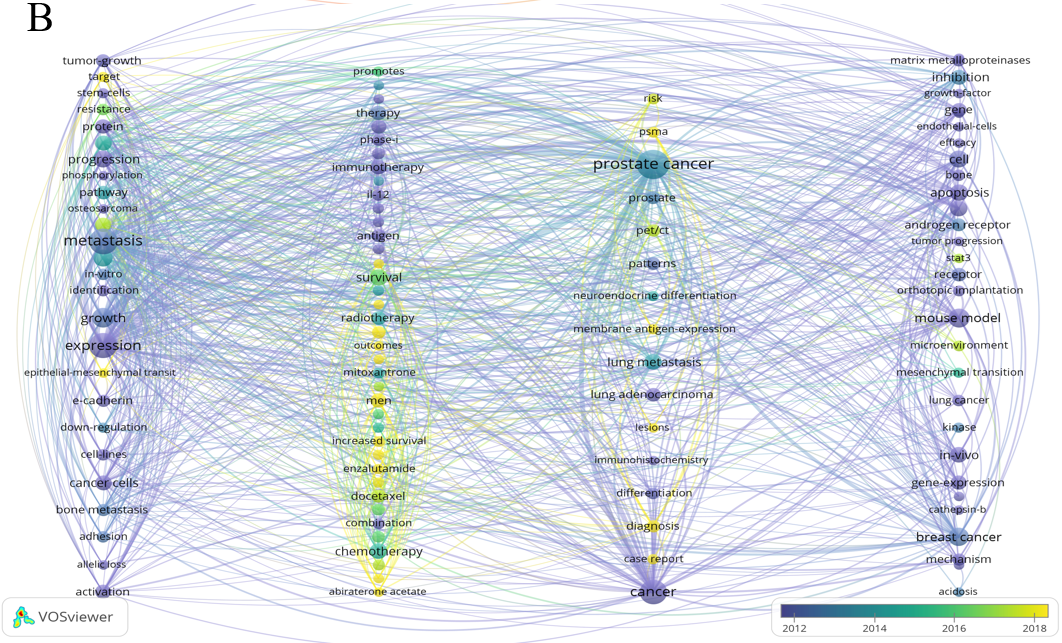 B
tumor-growth
target
stem-cells
resistance
protein
progression
phosphorylation
pathway
osteosarcoma
metastasis
in-vitro
identification
growth
expression
epithelial-mesenchymal transit
e-cadherin
down-regulation
cell-lines
cancer cells
bone metastasis
adhesion
allelic loss
activation
promotes
therapy
phase-i
immunotherapy
il-12
antigen
survival
radiotherapy
outcomes
mitoxantrone
men
increased survival
enzalutamide
docetaxel
combination
chemotherapy
abiraterone acetate
risk
psma
prostate cancer
prostate
pet/ct
patterns
neuroendocrine differentiation
membrane antigen-expression
lung metastasis
lung adenocarcinoma
lesions
immunohistochemistry
differentiation
diagnosis
case report
cancer
matrix metalloproteinases
inhibition
growth-factor
gene
endothelial-cells
efficacy
cell
bone
apoptosis
androgen receptor
tumor progression
stat3
receptor
orthotopic implantation
mouse model
microenvironment
mesenchymal transition
lung cancer
kinase
in-vivo
gene-expression
cathepsin-b
breast cancer
mechanism
acidosis
VOSviewer
2012 2014 2016 2018